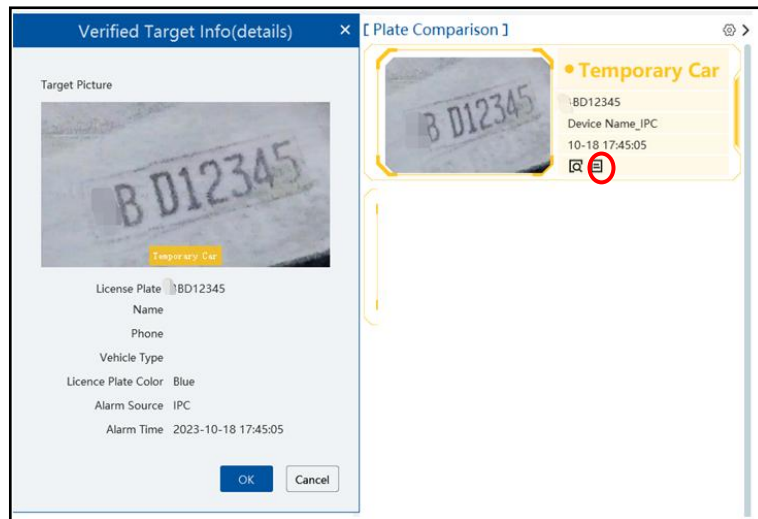 Verified Target Info(details) ×
Target Picture
B D12345
Temporary Car
License Plate BD12345
Name
Phone
Vehicle Type
Licence Plate Color Blue
Alarm Source IPC
Alarm Time 2023-10-18 17:45:05
OK Cancel
[ Plate Comparison ]
B D12345
Temporary Car
BD12345
Device Name_IPC
10-18 17:45:05